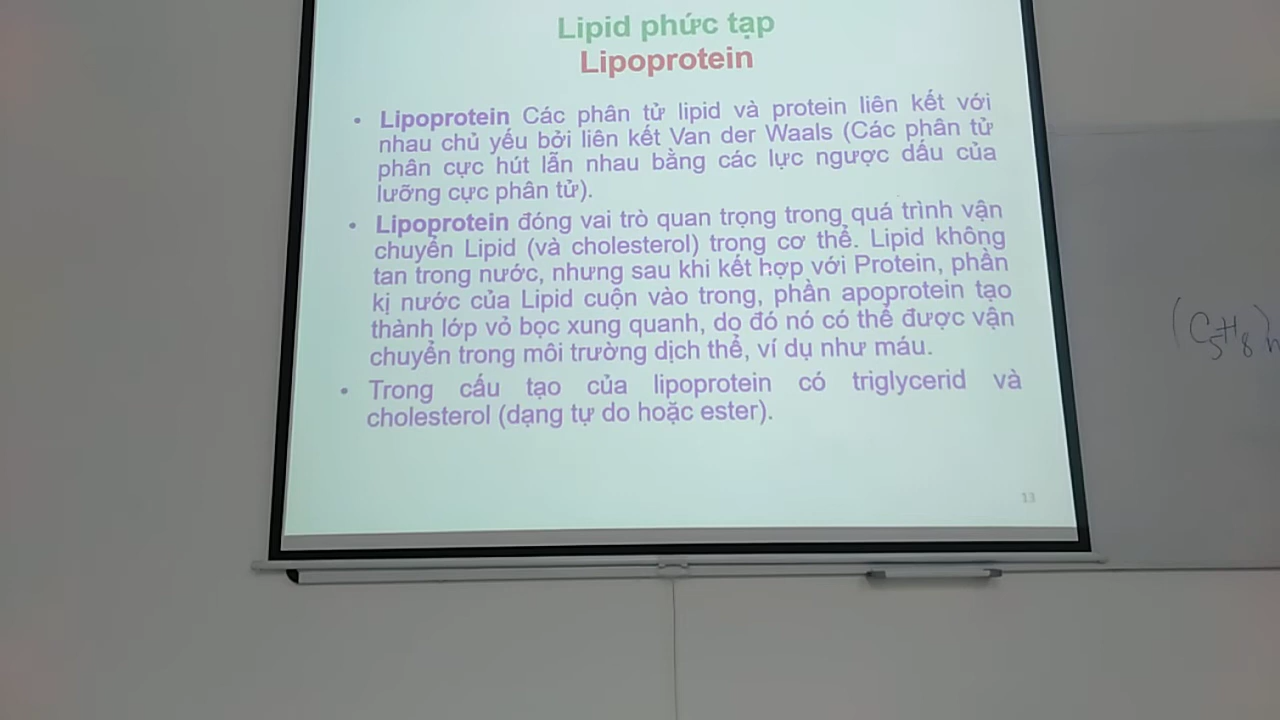 Lipid phức tạp
Lipoprotein
• Lipoprotein Các phân tử lipid và protein liên kết với
nhau chủ yếu bởi liên kết Van der Waals (Các phân tử
phân cực hút lẫn nhau bằng các lực ngược dấu của
lưỡng cực phân tử).
• Lipoprotein đóng vai trò quan trọng trong quá trình vận
chuyển Lipid (và cholesterol) trong cơ thể. Lipid không
tan trong nước, nhưng sau khi kết hợp với Protein, phần
kị nước của Lipid cuộn vào trong, phần apoprotein tạo
thành lớp vỏ bọc xung quanh, do đó nó có thể được vận
chuyển trong môi trường dịch thể, ví dụ như máu.
• Trong cấu tạo của lipoprotein có triglycerid và
cholesterol (dạng tự do hoặc ester).
13
(C5H8)n